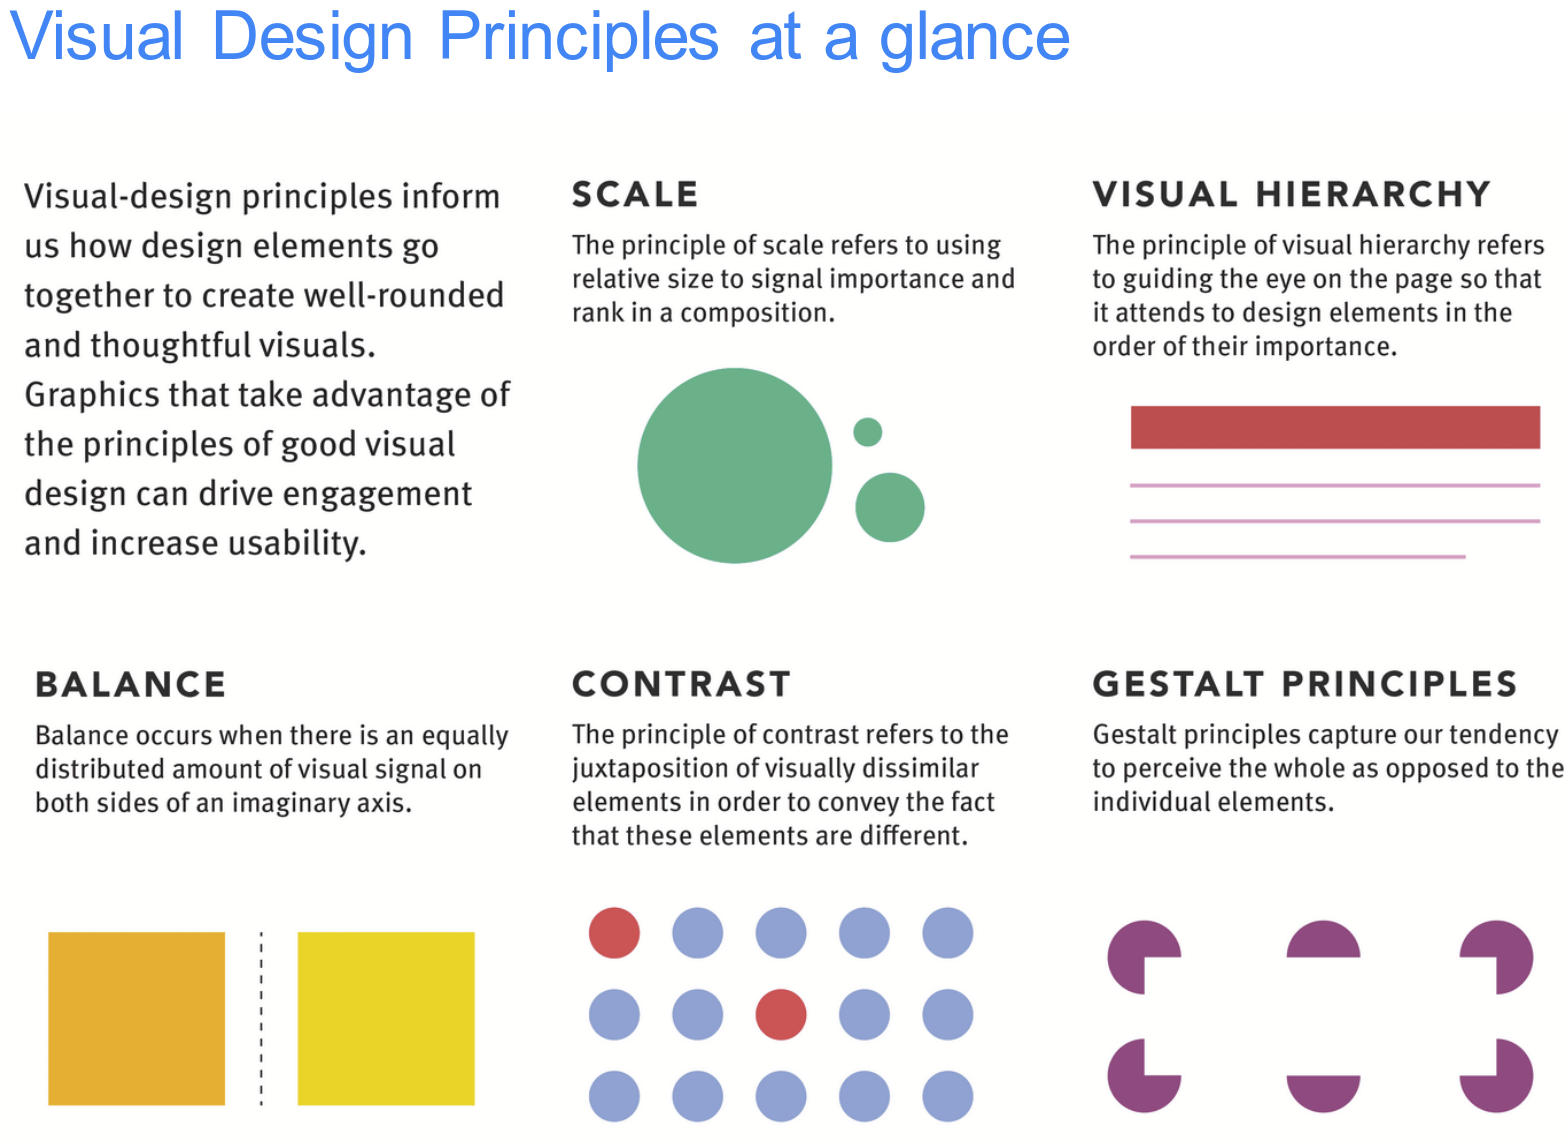 Visual Design Principles at a glance
Visual-design principles inform
us how design elements go
together to create well-rounded
and thoughtful visuals.
Graphics that take advantage of
the principles of good visual
design can drive engagement
and increase usability.
SCALE
The principle of scale refers to using
relative size to signal importance and
rank in a composition.
VISUAL HIERARCHY
The principle of visual hierarchy refers
to guiding the eye on the page so that
it attends to design elements in the
order of their importance.
BALANCE
Balance occurs when there is an equally
distributed amount of visual signal on
both sides of an imaginary axis.
CONTRAST
The principle of contrast refers to the
juxtaposition of visually dissimilar
elements in order to convey the fact
that these elements are different.
GESTALT PRINCIPLES
Gestalt principles capture our tendency
to perceive the whole as opposed to the
individual elements.